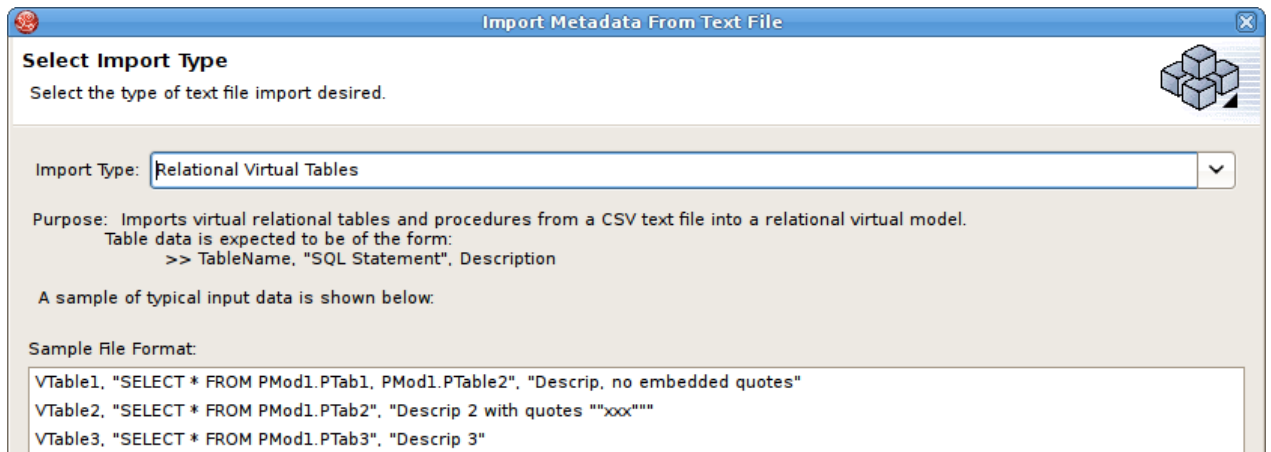 Import Metadata From Text File
Select Import Type
Select the type of text file import desired.
Import Type: Relational Virtual Tables
Purpose: Imports virtual relational tables and procedures from a CSV text file into a relational virtual model.
Table data is expected to be of the form:
>> TableName, "SQL Statement", Description
A sample of typical input data is shown below:
Sample File Format:
VTable1, "SELECT * FROM PMod1.PTab1, PMod1.PTable2", "Descrip, no embedded quotes"
VTable2, "SELECT * FROM PMod1.PTab2", "Descrip 2 with quotes ""xxx"""
VTable3, "SELECT * FROM PMod1.PTab3", "Descrip 3"